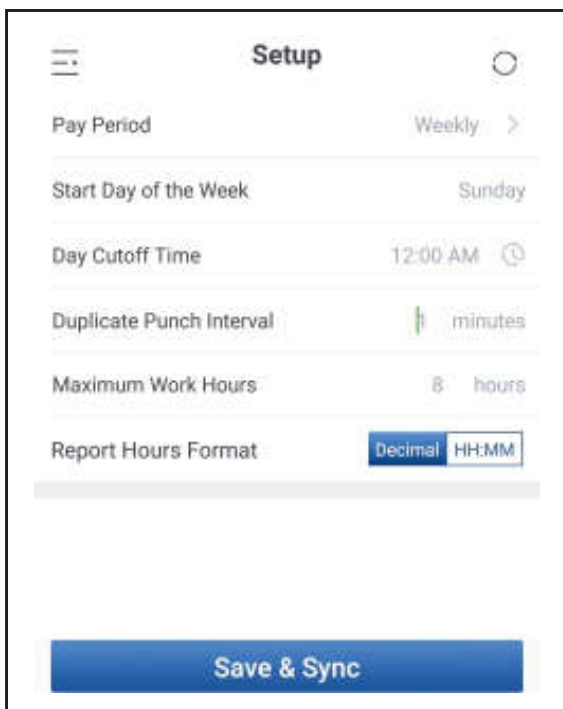 Setup
Pay Period Weekly >
Start Day of the Week Sunday
Day Cutoff Time 12:00 AM
Duplicate Punch Interval 1 minutes
Maximum Work Hours 8 hours
Report Hours Format Decimal HH:MM
Save & Sync